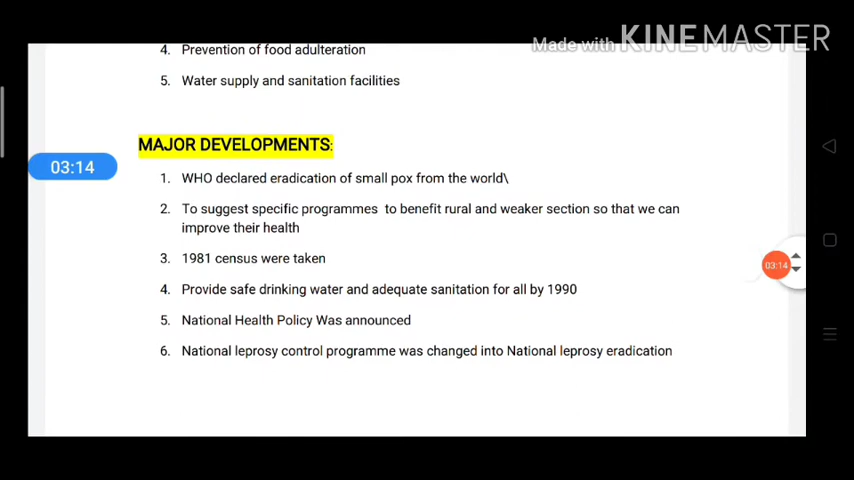 Made with KINEMASTER
4. Prevention of food adulteration
5. Water supply and sanitation facilities
MAJOR DEVELOPMENTS:
03:14
1. WHO declared eradication of small pox from the world\
2. To suggest specific programmes to benefit rural and weaker section so that we can
improve their health
3. 1981 census were taken
03:14
4. Provide safe drinking water and adequate sanitation for all by 1990
5. National Health Policy Was announced
6. National leprosy control programme was changed into National leprosy eradication